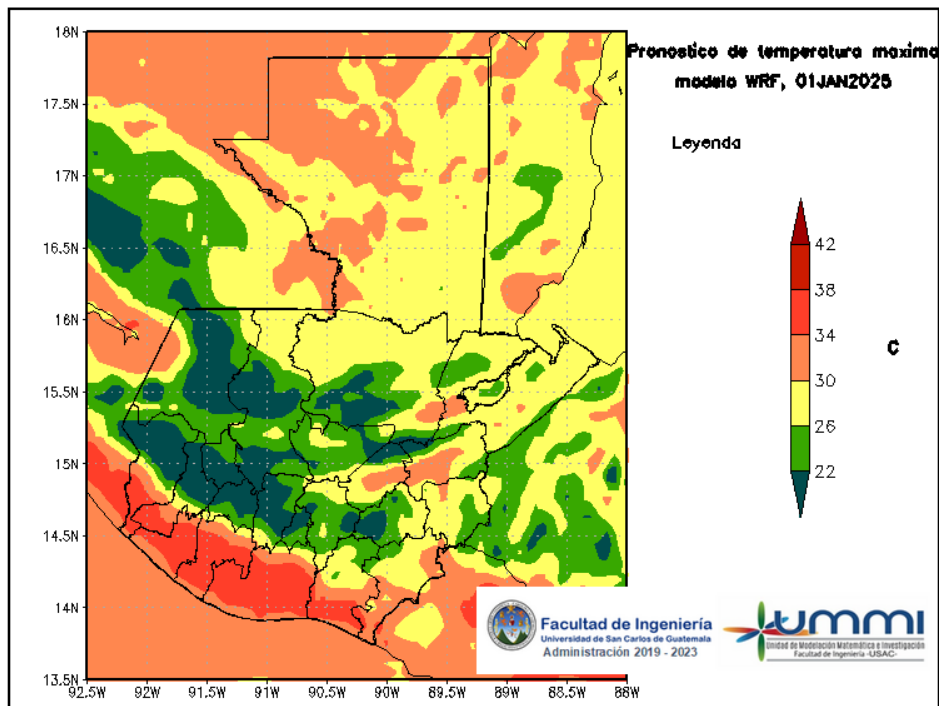 Pronostico de temperatura maxima
modelo WRF, 01JAN2025
Leyenda
18N
17.5N
17N
16.5N
16N
15.5N
15N
14.5N
14N
13.5N
92.5W
92W
91.5W
91W
90.5W
90W
89.5W
89W
88.5W
88W
42
38
34
30
26
22
C
Facultad de Ingeniería
Universidad de San Carlos de Guatemala
Administración 2019 - 2023
UMMI
Unidad de Modelación Matemática e Investigación
Facultad de Ingeniería -USAC-